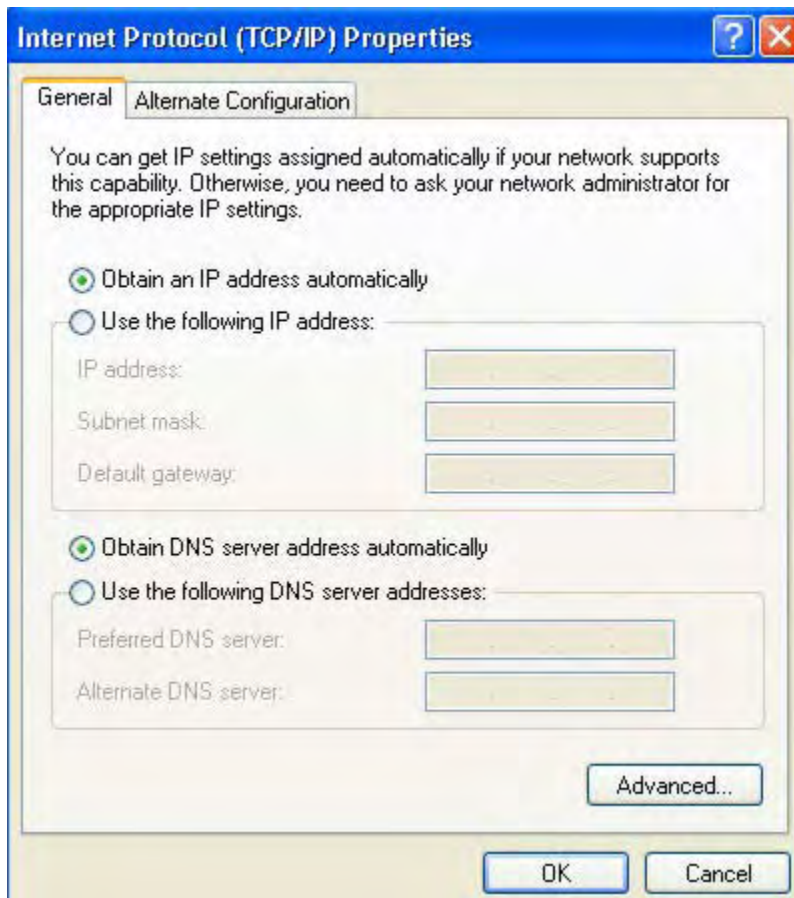 Internet Protocol (TCP/IP) Properties
General
Alternate Configuration
You can get IP settings assigned automatically if your network supports
this capability. Otherwise, you need to ask your network administrator for
the appropriate IP settings.
Obtain an IP address automatically
Use the following IP address:
IP address:
Subnet mask:
Default gateway:
Obtain DNS server address automatically
Use the following DNS server addresses:
Preferred DNS server:
Alternate DNS server:
Advanced...
OK
Cancel